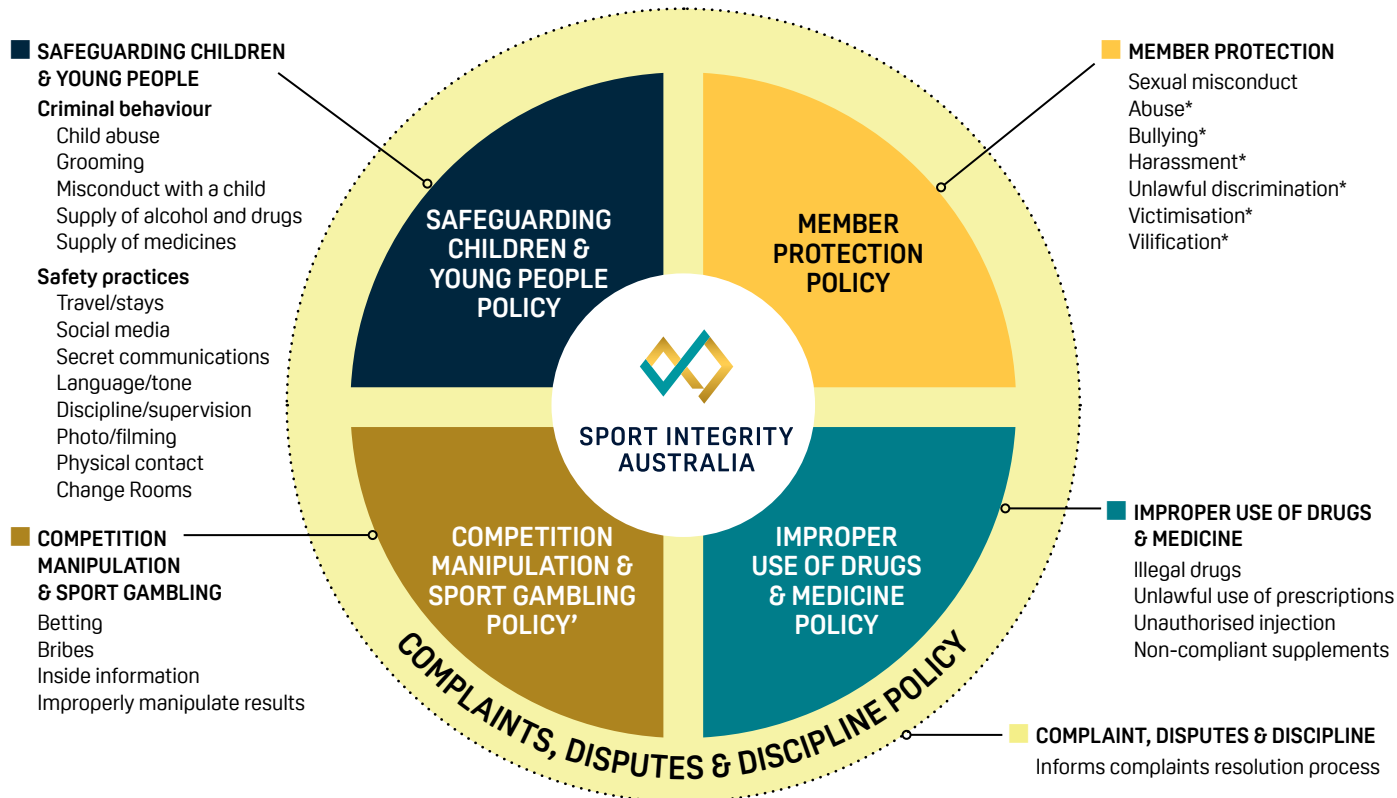 SAFEGUARDING CHILDREN
& YOUNG PEOPLE
Criminal behaviour
Child abuse
Grooming
Misconduct with a child
Supply of alcohol and drugs
Supply of medicines
Safety practices
Travel/stays
Social media
Secret communications
Language/tone
Discipline/supervision
Photo/filming
Physical contact
Change Rooms
COMPETITION
MANIPULATION
& SPORT GAMBLING
Betting
Bribes
Inside information
Improperly manipulate results
SAFEGUARDING
CHILDREN &
YOUNG PEOPLE
POLICY
MEMBER
PROTECTION
POLICY
SPORT INTEGRITY
AUSTRALIA
COMPETITION
MANIPULATION &
SPORT GAMBLING
POLICY’
IMPROPER
USE OF DRUGS
& MEDICINE
POLICY
COMPLAINTS, DISPUTES & DISCIPLINE POLICY
MEMBER PROTECTION
Sexual misconduct
Abuse*
Bullying*
Harassment*
Unlawful discrimination*
Victimisation*
Vilification*
IMPROPER USE OF DRUGS
& MEDICINE
Illegal drugs
Unlawful use of prescriptions
Unauthorised injection
Non-compliant supplements
COMPLAINT, DISPUTES & DISCIPLINE
Informs complaints resolution process